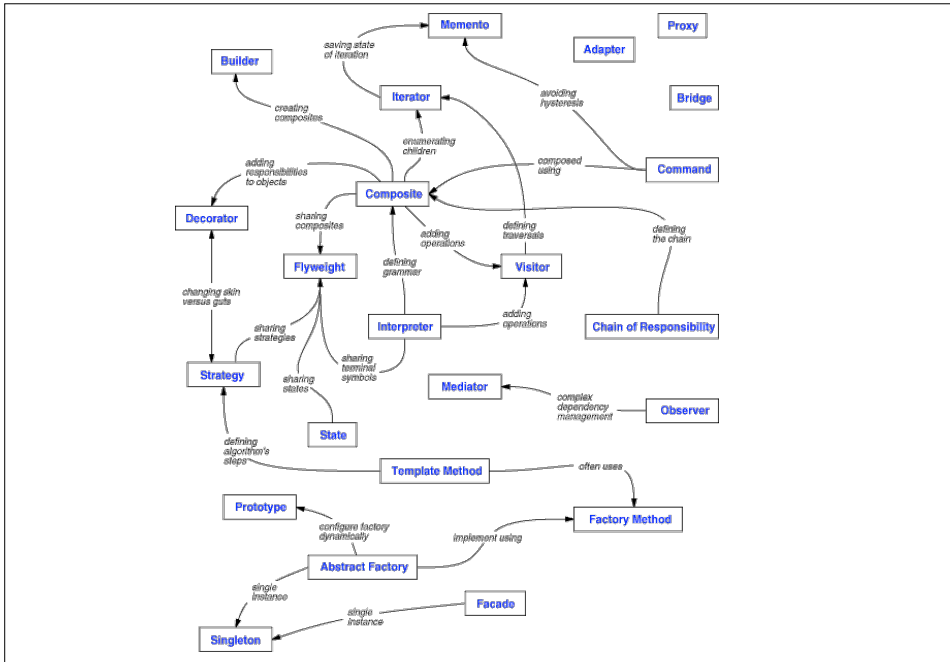 Memento
Proxy
saving state
of iteration
Adapter
Builder
Iterator
avoiding
hysteresis
Bridge
creating
composites
enumerating
children
adding
responsibilities
to objects
composed
using
Command
Composite
Decorator
sharing
composites
adding
operations
defining
traversals
defining
the chain
Flyweight
defining
grammar
Visitor
changing skin
versus guts
adding
operations
Interpreter
Chain of Responsibility
sharing
strategies
sharing
terminal
symbols
Strategy
sharing
states
Mediator
complex
dependency
management
Observer
State
defining
algorithm's
steps
Template Method
often uses
Prototype
Factory Method
configure factory
dynamically
implement using
Abstract Factory
single
instance
Facade
single
instance
Singleton